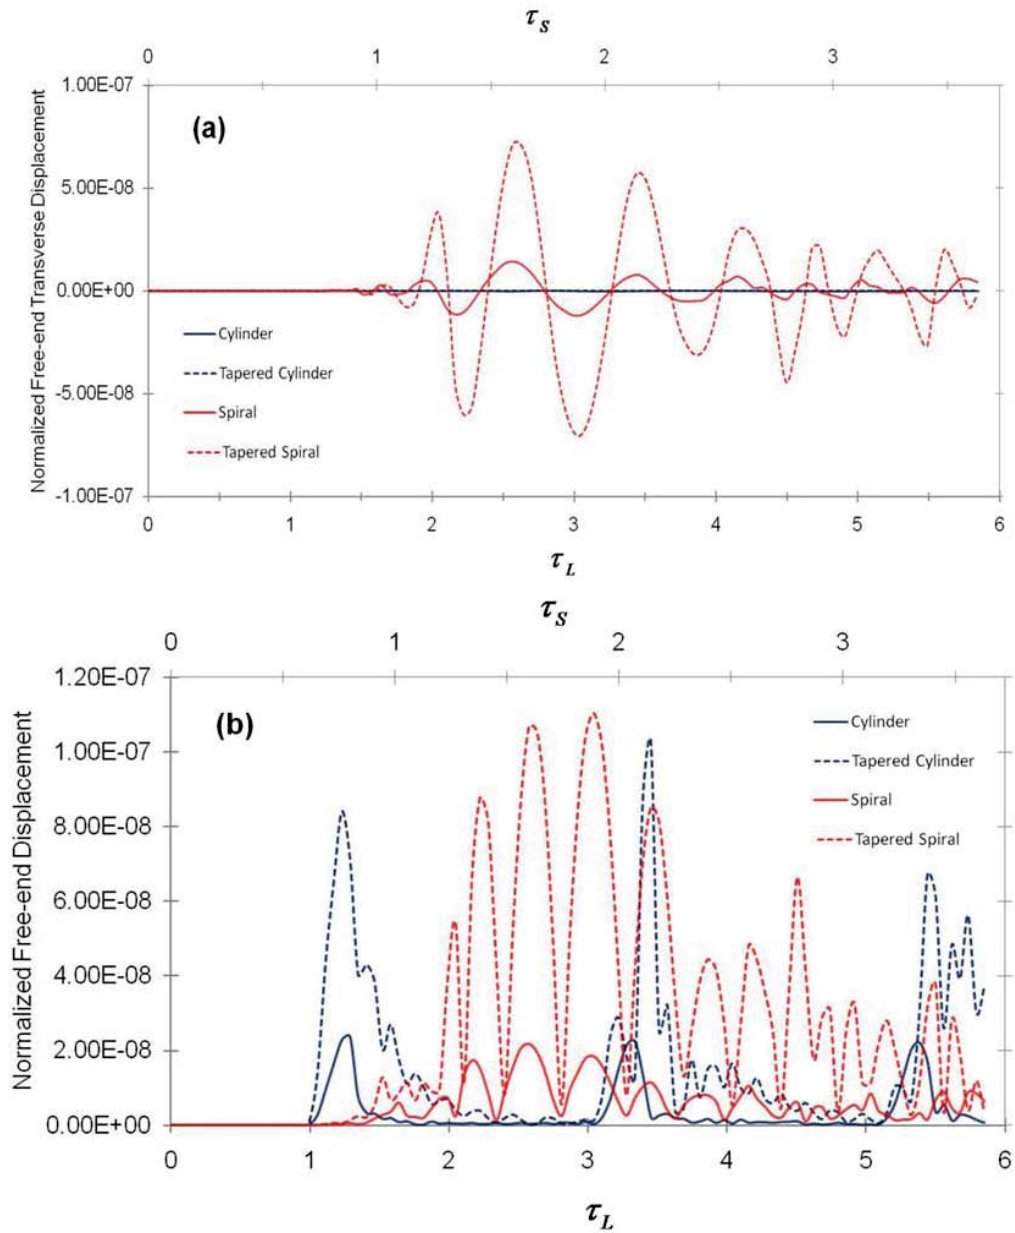 τ_S
0 1 2 3
1.00E-07
(a)
5.00E-08
0.00E+00
-5.00E-08
-1.00E-07
Normalized Free-end Transverse Displacement
Cylinder
Tapered Cylinder
Spiral
Tapered Spiral
0 1 2 3 4 5 6
τ_L
τ_S
0 1 2 3
1.20E-07
(b)
1.00E-07
8.00E-08
6.00E-08
4.00E-08
2.00E-08
0.00E+00
Normalized Free-end Displacement
Cylinder
Tapered Cylinder
Spiral
Tapered Spiral
0 1 2 3 4 5 6
τ_L